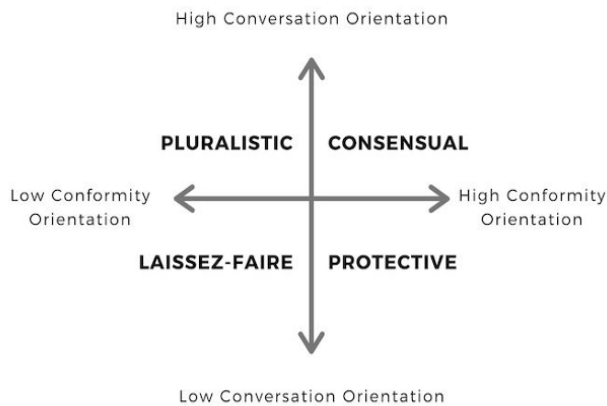 High Conversation Orientation
PLURALISTIC
CONSENSUAL
Low Conformity
Orientation
High Conformity
Orientation
LAISSEZ-FAIRE
PROTECTIVE
Low Conversation Orientation